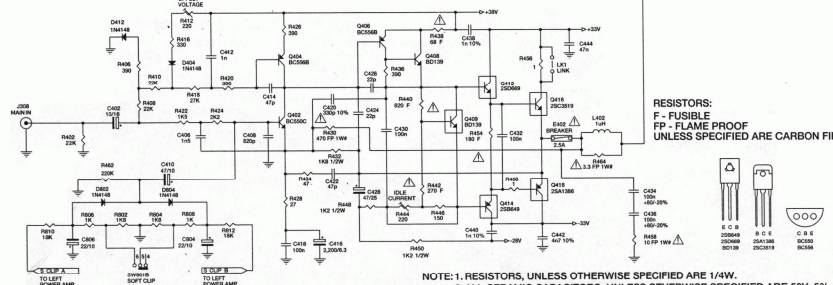 VOLTAGE
R412
220
+38V
D412
1N4148
R416
330
D404
1N4148
C412
1n
R426
390
Q404
BC556B
Q406
BC556B
R438
68 F
C438
1n 10%
+33V
C444
47n
R406
390
R436
390
Q408
BD139
R456
1
LK1
LINK
R410
22K
R418
27K
R420
300
C414
47p
C426
22p
2SD669
Q416
2SC3519
J308
MAIN IN
C402
10/16
R408
22K
R422
1K5
R424
2K2
Q402
BC550C
C420
330p 10%
C424
22p
R440
820 F
Q409
BD139
R454
180 F
C432
100n
E402
BREAKER
2.5A
L402
1uH
R464
3.3 FP 1W#
RESISTORS:
F - FUSIBLE
FP - FLAME PROOF
UNLESS SPECIFIED ARE CARBON FI
R402
22K
C406
1n5
C408
820p
R430
470 FP 1W#
C430
100n
R432
1K8 1/2W
R462
220K
C410
47/10
47
C422
47p
C428
47/25
R442
270 F
1
Q418
2SA1386
C434
100n
+80/-20%
D802
1N4148
D804
1N4148
R428
27
R448
1K2 1/2W
IDLE CURRENT
R444
220
R446
150
Q414
2SB649
C436
100n
+80/-20%
R810
18K
R806
1K
R802
1K8
R804
1K8
R808
1K
R812
18K
C806
22/10
C804
22/10
C418
100n
C416
2,200/6.3
R450
1K2 1/2W
C440
1n 10%
-28V
-33V
C442
4n7 10%
R458
10 FP 1W#
E C B
2SB649
2SD669
BD139
B C E
2SA1386
2SC3519
C B E
BC550
BC556
6 5 4
SW801B
SOFT CLIP
S CLIP A
TO LEFT
POWER AMP
S CLIP B
TO LEFT
POWER AMP
NOTE: 1. RESISTORS, UNLESS OTHERWISE SPECIFIED ARE 1/4W.